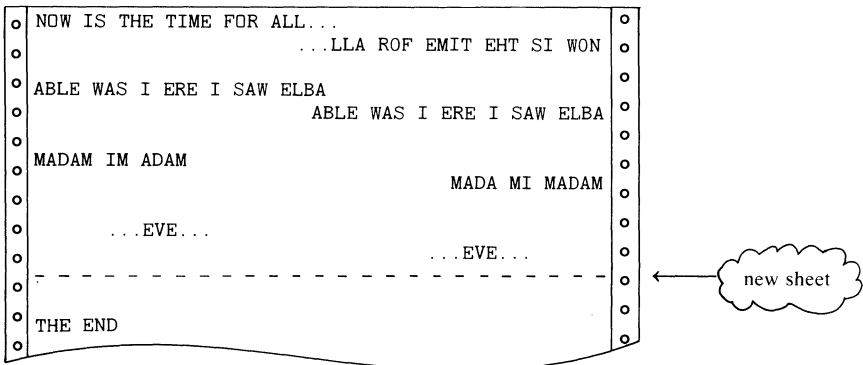 NOW IS THE TIME FOR ALL...
...LLA ROF EMIT EHT SI WON
ABLE WAS I ERE I SAW ELBA
ABLE WAS I ERE I SAW ELBA
MADAM IM ADAM
MADA MI MADAM
...EVE...
...EVE...
new sheet
THE END